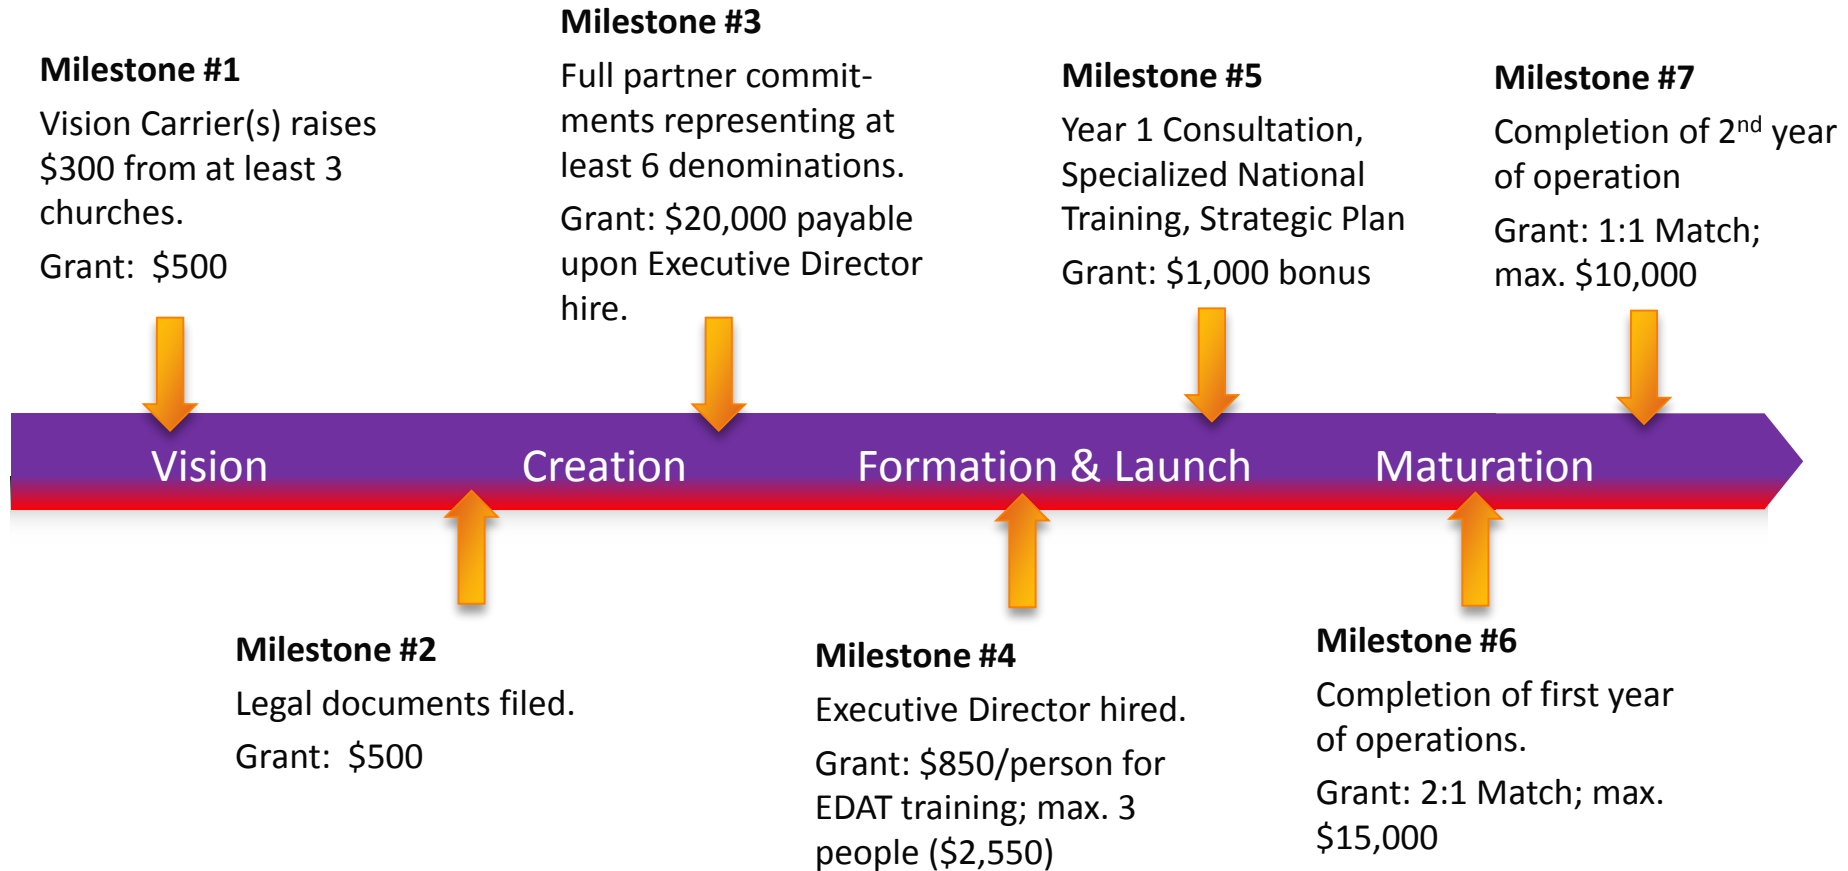 Milestone #1
Vision Carrier(s) raises
$300 from at least 3
churches.
Grant:  $500
Milestone #3
Full partner commit-
ments representing at
least 6 denominations.
Grant: $20,000 payable
upon Executive Director
hire.
Milestone #5
Year 1 Consultation,
Specialized National
Training, Strategic Plan
Grant: $1,000 bonus
Milestone #7
Completion of 2nd year
of operation
Grant: 1:1 Match;
max. $10,000
Vision
Creation
Formation & Launch
Maturation
Milestone #2
Legal documents filed.
Grant:  $500
Milestone #4
Executive Director hired.
Grant: $850/person for
EDAT training; max. 3
people ($2,550)
Milestone #6
Completion of first year
of operations.
Grant: 2:1 Match; max.
$15,000